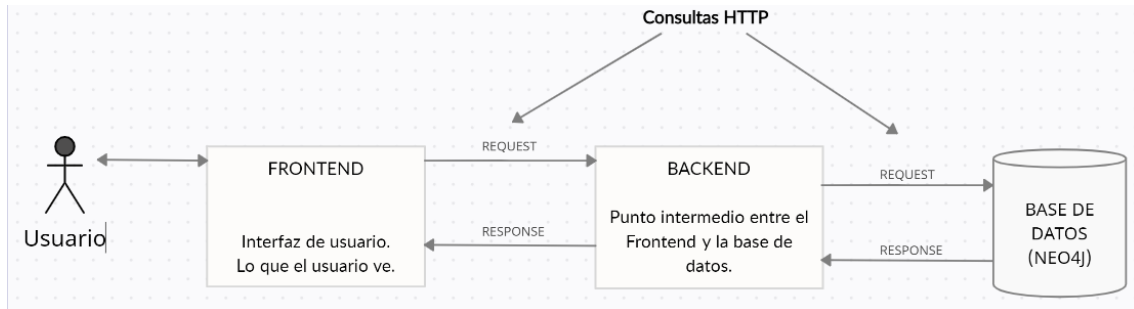 Consultas HTTP
Usuario
FRONTEND
Interfaz de usuario.
Lo que el usuario ve.
REQUEST
RESPONSE
BACKEND
Punto intermedio entre el
Frontend y la base de
datos.
REQUEST
RESPONSE
BASE DE
DATOS
(NEO4J)